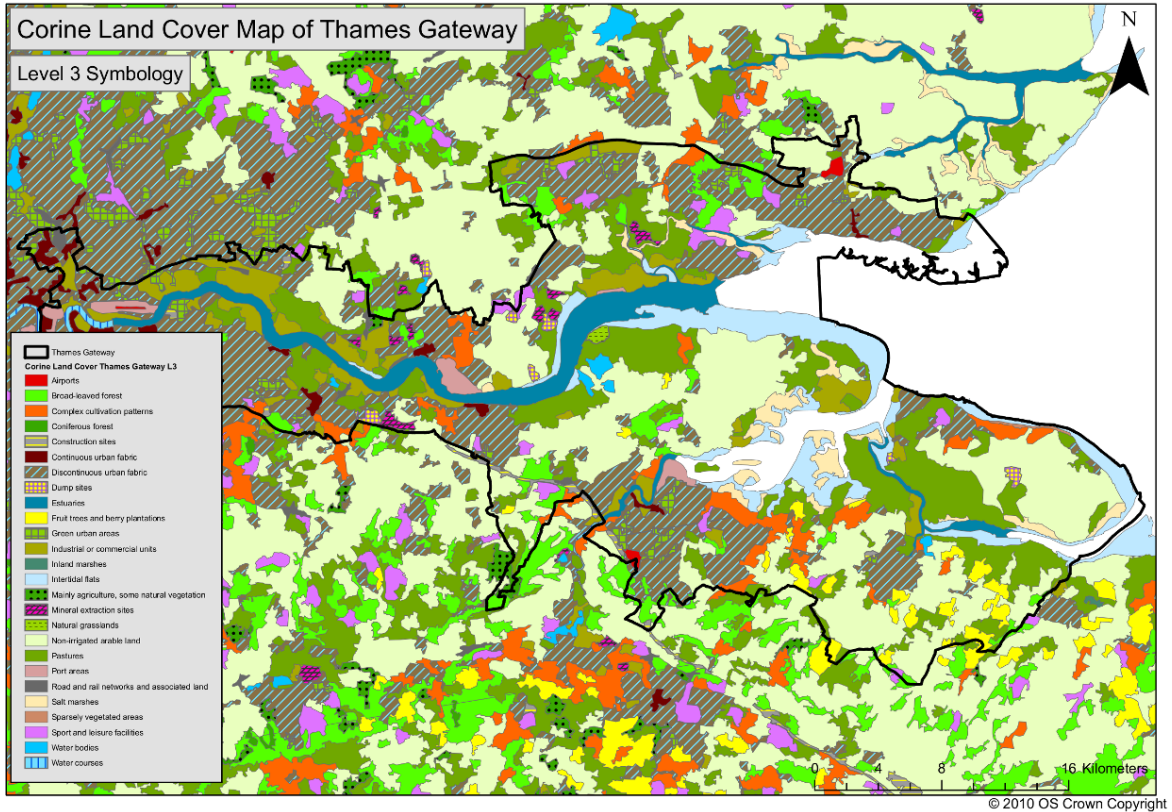 Corine Land Cover Map of Thames Gateway
Level 3 Symbology
N
Thames Gateway
Corine Land Cover Thames Gateway L3
Airports
Broad-leaved forest
Complex cultivation patterns
Coniferous forest
Construction sites
Continuous urban fabric
Discontinuous urban fabric
Dump sites
Estuaries
Fruit trees and berry plantations
Green urban areas
Industrial or commercial units
Inland marshes
Intertidal flats
Mainly agriculture, some natural vegetation
Mineral extraction sites
Natural grasslands
Non-irrigated arable land
Pastures
Port areas
Road and rail networks and associated land
Salt marshes
Sparsely vegetated areas
Sport and leisure facilities
Water bodies
Water courses
0 4 8 16 Kilometers
© 2010 OS Crown Copyright